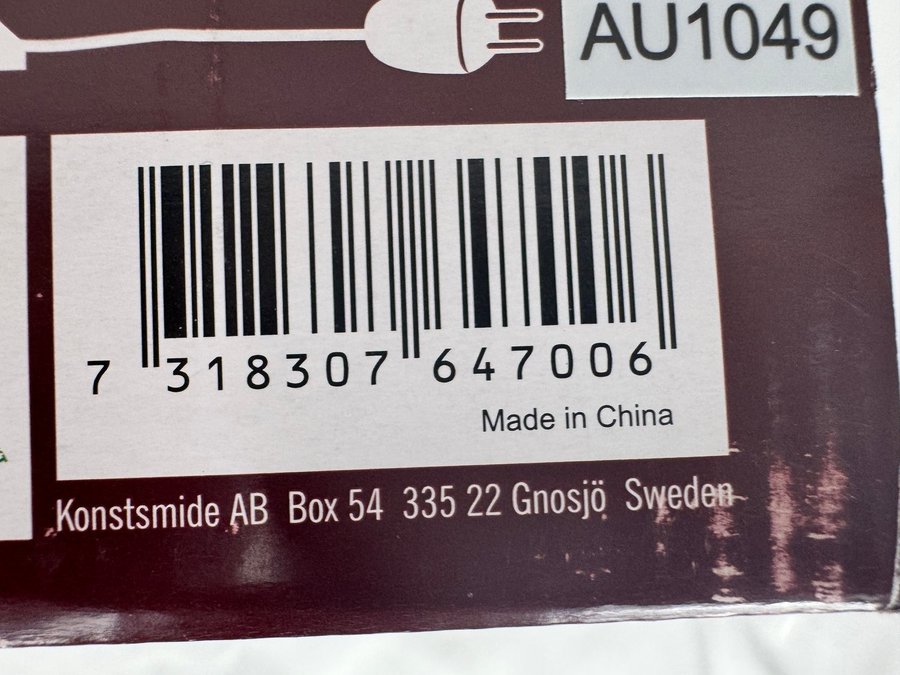 AU1049
7 318307 647006
Made in China
Konstsmide AB Box 54 335 22 Gnosjö Sweden